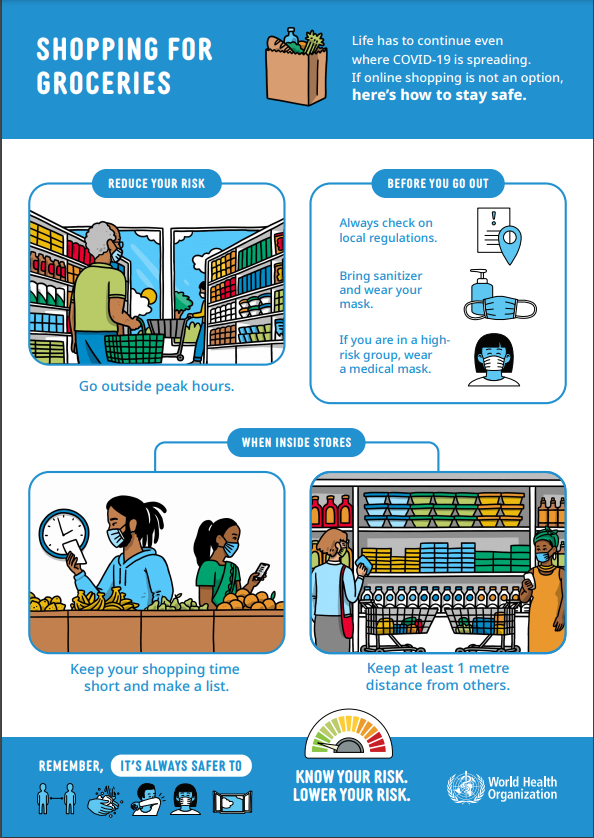 SHOPPING FOR
GROCERIES
Life has to continue even
where COVID-19 is spreading.
If online shopping is not an option,
here's how to stay safe.
REDUCE YOUR RISK
Go outside peak hours.
BEFORE YOU GO OUT
Always check on
local regulations.
!
Bring sanitizer
and wear your
mask.
If you are in a high-
risk group, wear
a medical mask.
WHEN INSIDE STORES
Keep your shopping time
short and make a list.
Keep at least 1 metre
distance from others.
REMEMBER, IT'S ALWAYS SAFER TO
KNOW YOUR RISK.
LOWER YOUR RISK.
World Health
Organization